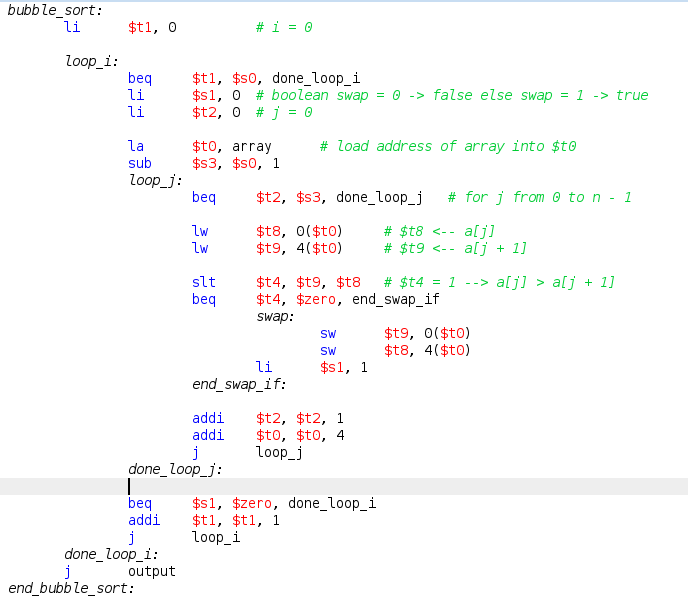 bubble_sort:
li $t1, 0 # i = 0
loop_i:
beq $t1, $s0, done_loop_i
li $s1, 0 # boolean swap = 0 -> false else swap = 1 -> true
li $t2, 0 # j = 0
la $t0, array # load address of array into $t0
sub $s3, $s0, 1
loop_j:
beq $t2, $s3, done_loop_j # for j from 0 to n - 1
lw $t8, 0($t0) # $t8 <-- a[j]
lw $t9, 4($t0) # $t9 <-- a[j + 1]
slt $t4, $t9, $t8 # $t4 = 1 --> a[j] > a[j + 1]
beq $t4, $zero, end_swap_if
swap:
sw $t9, 0($t0)
sw $t8, 4($t0)
li $s1, 1
end_swap_if:
addi $t2, $t2, 1
addi $t0, $t0, 4
j loop_j
done_loop_j:
beq $s1, $zero, done_loop_i
addi $t1, $t1, 1
j loop_i
done_loop_i:
j output
end_bubble_sort: